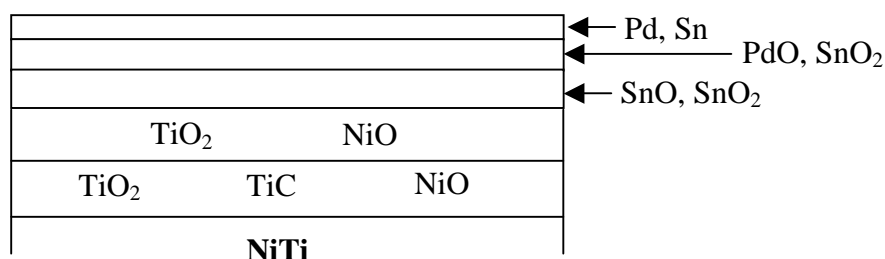 Pd, Sn
PdO, SnO₂
SnO, SnO₂
TiO₂ NiO
TiO₂ TiC NiO
NiTi